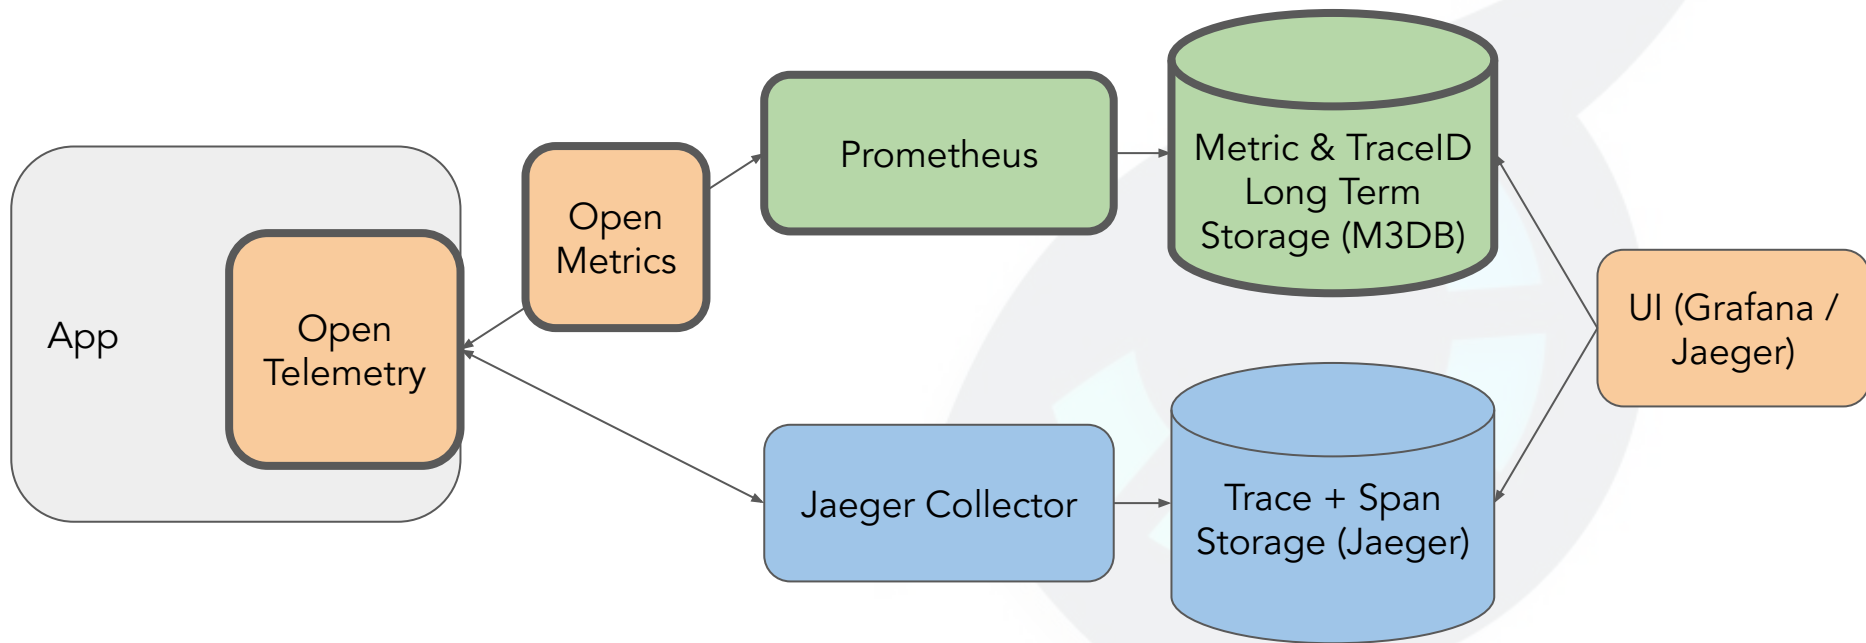 App
Open
Telemetry
Open
Metrics
Prometheus
Metric & TraceID
Long Term
Storage (M3DB)
Jaeger Collector
Trace + Span
Storage (Jaeger)
UI (Grafana /
Jaeger)